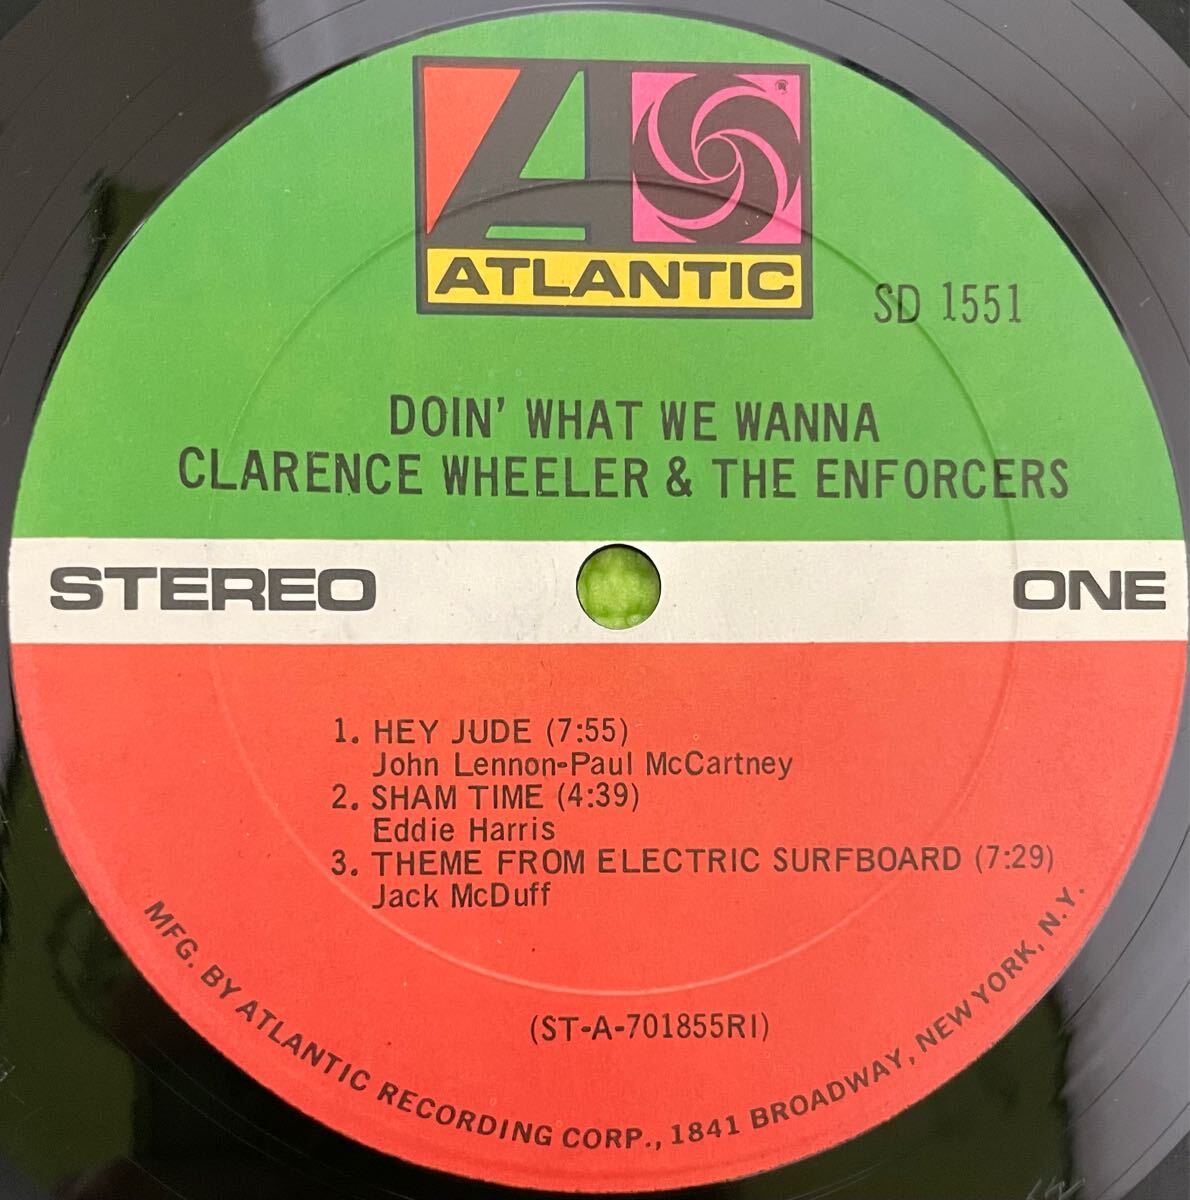 ATLANTIC
SD 1551
DOIN' WHAT WE WANNA
CLARENCE WHEELER & THE ENFORCERS
STEREO
ONE
1. HEY JUDE (7:55)
John Lennon-Paul McCartney
2. SHAM TIME (4:39)
Eddie Harris
3. THEME FROM ELECTRIC SURFBOARD (7:29)
Jack McDuff
(ST-A-701855RI)
MFG. BY ATLANTIC RECORDING CORP., 1841 BROADWAY, NEW YORK, N.Y.